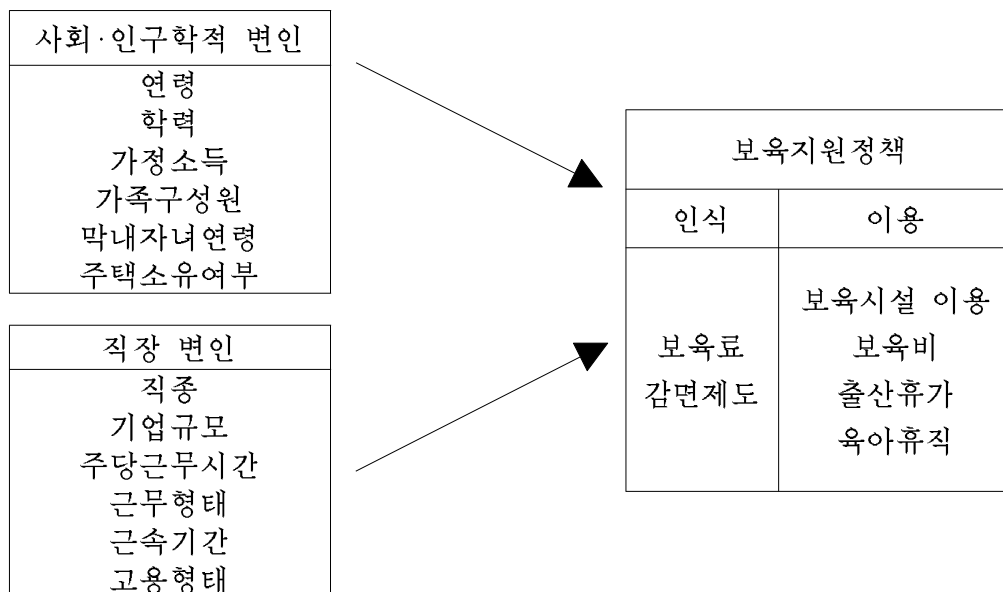 사회·인구학적 변인
연령
학력
가정소득
가족구성원
막내자녀연령
주택소유여부
직장 변인
직종
기업규모
주당근무시간
근무형태
근속기간
고용형태
보육지원정책
인식
이용
보육료
감면제도
보육시설 이용
보육비
출산휴가
육아휴직